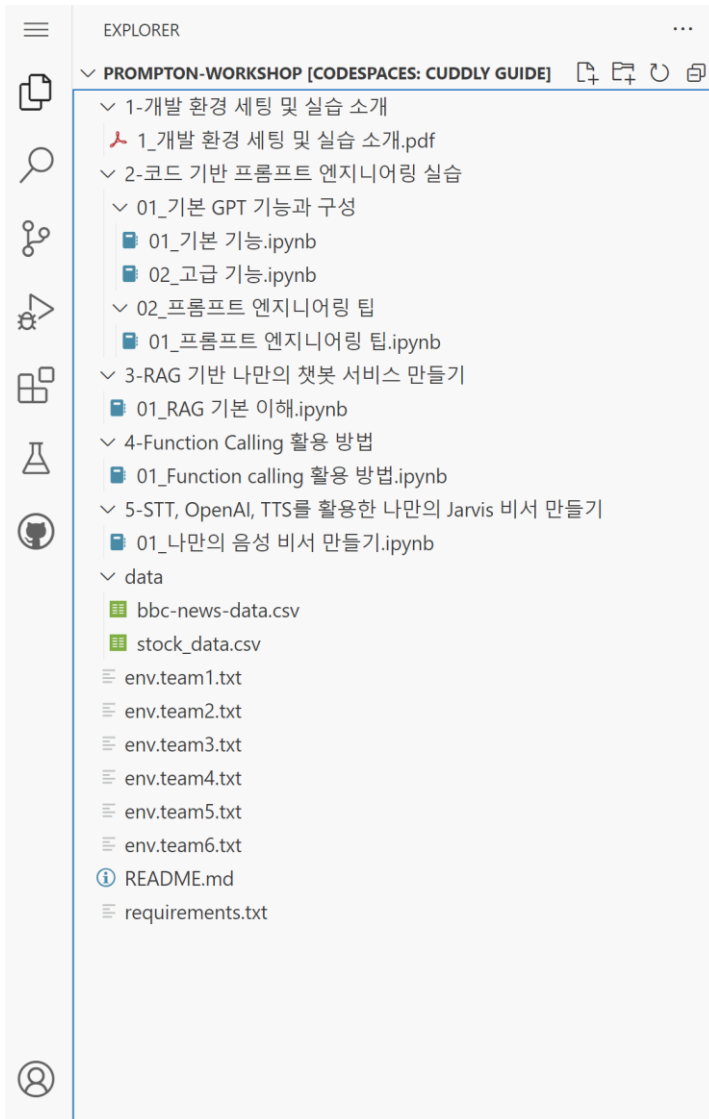 EXPLORER
PROMPTON-WORKSHOP [CODESPACES: CUDDLY GUIDE]
1-개발 환경 세팅 및 실습 소개
1_개발 환경 세팅 및 실습 소개.pdf
2-코드 기반 프롬프트 엔지니어링 실습
01_기본 GPT 기능과 구성
01_기본 기능.ipynb
02_고급 기능.ipynb
02_프롬프트 엔지니어링 팁
01_프롬프트 엔지니어링 팁.ipynb
3-RAG 기반 나만의 챗봇 서비스 만들기
01_RAG 기본 이해.ipynb
4-Function Calling 활용 방법
01_Function calling 활용 방법.ipynb
5-STT, OpenAI, TTS를 활용한 나만의 Jarvis 비서 만들기
01_나만의 음성 비서 만들기.ipynb
data
bbc-news-data.csv
stock_data.csv
env.team1.txt
env.team2.txt
env.team3.txt
env.team4.txt
env.team5.txt
env.team6.txt
README.md
requirements.txt